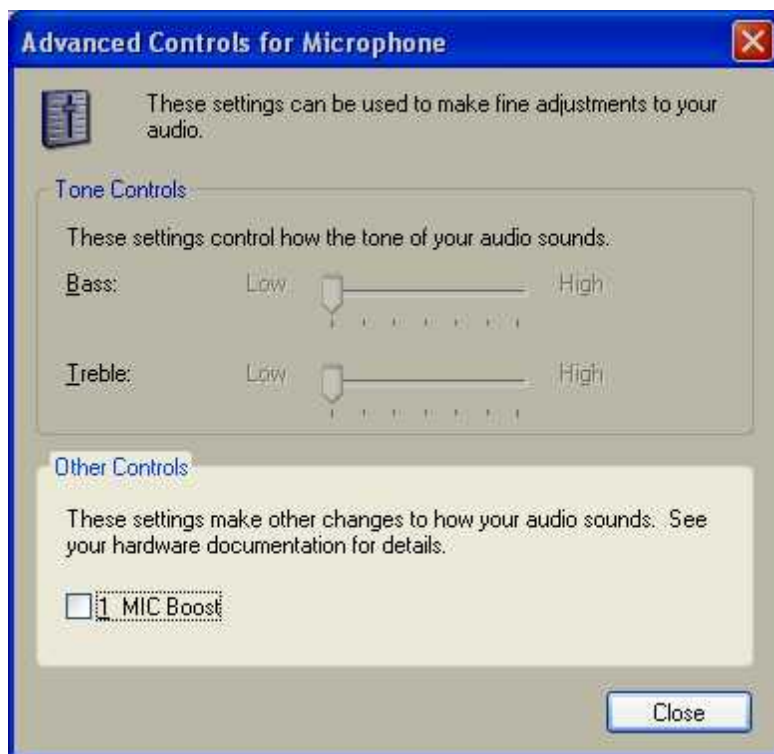 Advanced Controls for Microphone
These settings can be used to make fine adjustments to your
audio.
Tone Controls
These settings control how the tone of your audio sounds.
Bass: Low High
Treble: Low High
Other Controls
These settings make other changes to how your audio sounds. See
your hardware documentation for details.
1 MIC Boost
Close